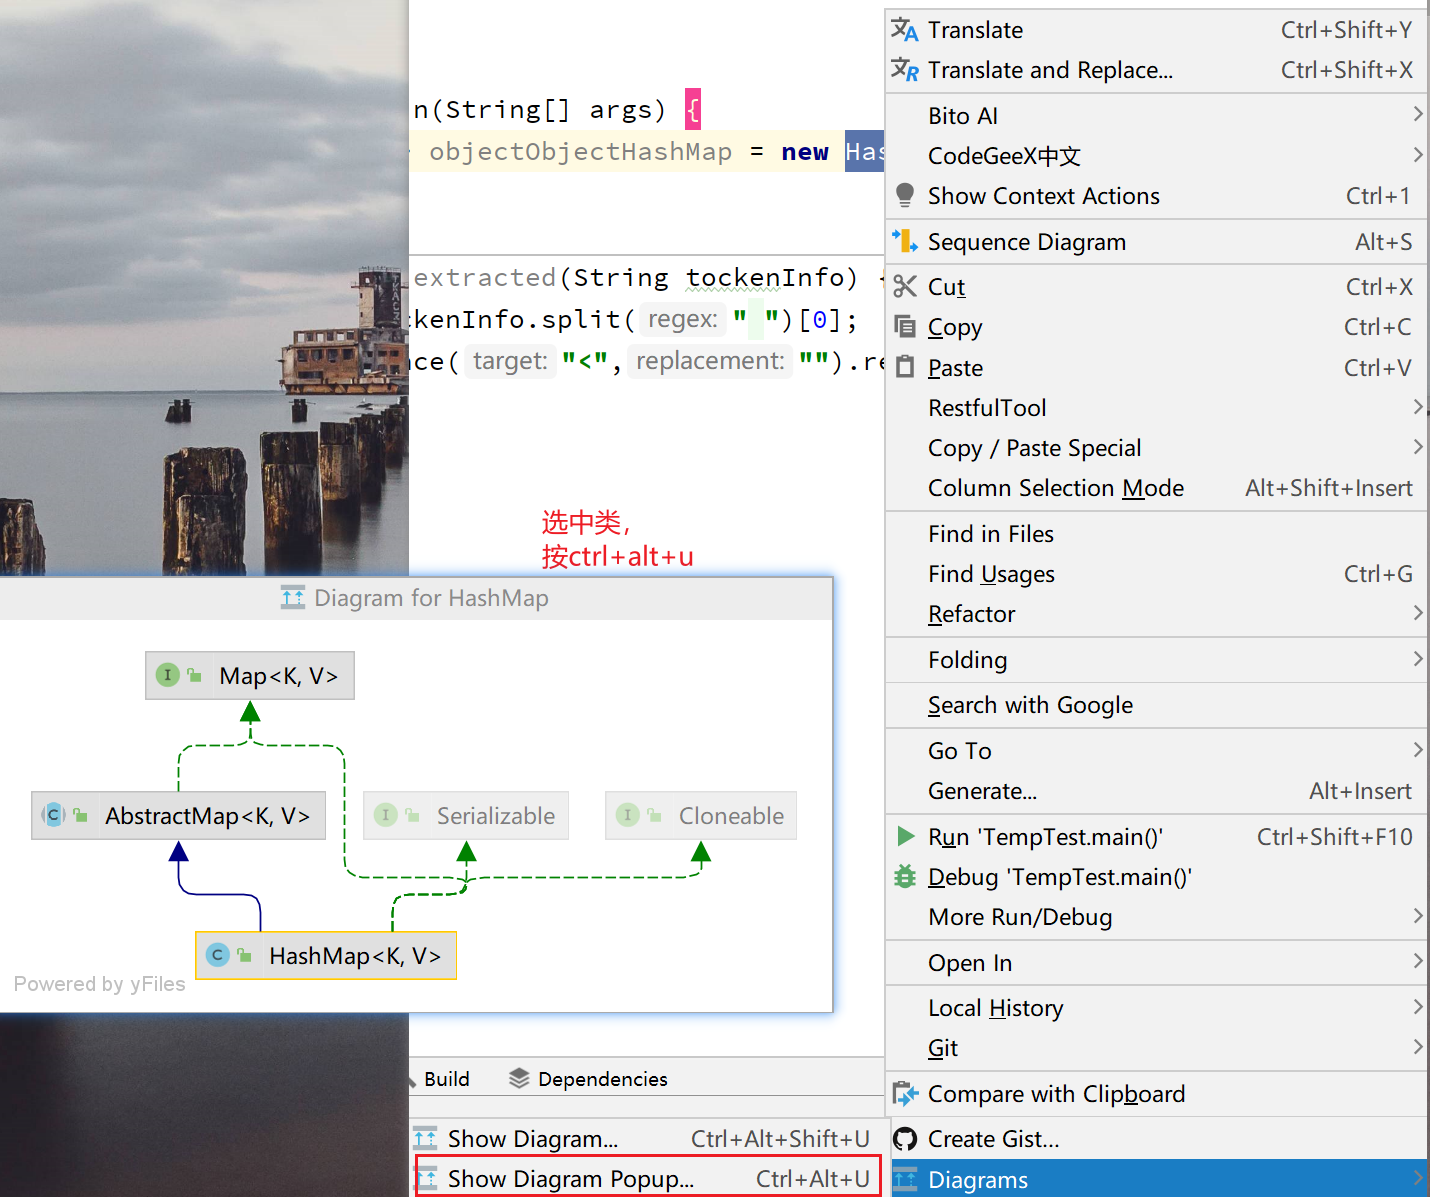 n(String[] args) {
objectObjectHashMap = new Has
extracted(String tockenInfo) {
kenInfo.split( regex: " ")[0];
ce( target: "<", replacement: "").re
选中类，
按ctrl+alt+u
Diagram for HashMap
I Map<K, V>
C AbstractMap<K, V>
I Serializable
I Cloneable
C HashMap<K, V>
Powered by yFiles
Build
Dependencies
Show Diagram... Ctrl+Alt+Shift+U
Show Diagram Popup... Ctrl+Alt+U
Translate Ctrl+Shift+Y
Translate and Replace... Ctrl+Shift+X
Bito AI
CodeGeeX中文
Show Context Actions Ctrl+1
Sequence Diagram Alt+S
Cut Ctrl+X
Copy Ctrl+C
Paste Ctrl+V
RestfulTool
Copy / Paste Special
Column Selection Mode Alt+Shift+Insert
Find in Files
Find Usages Ctrl+G
Refactor
Folding
Search with Google
Go To
Generate... Alt+Insert
Run 'TempTest.main()' Ctrl+Shift+F10
Debug 'TempTest.main()'
More Run/Debug
Open In
Local History
Git
Compare with Clipboard
Create Gist...
Diagrams